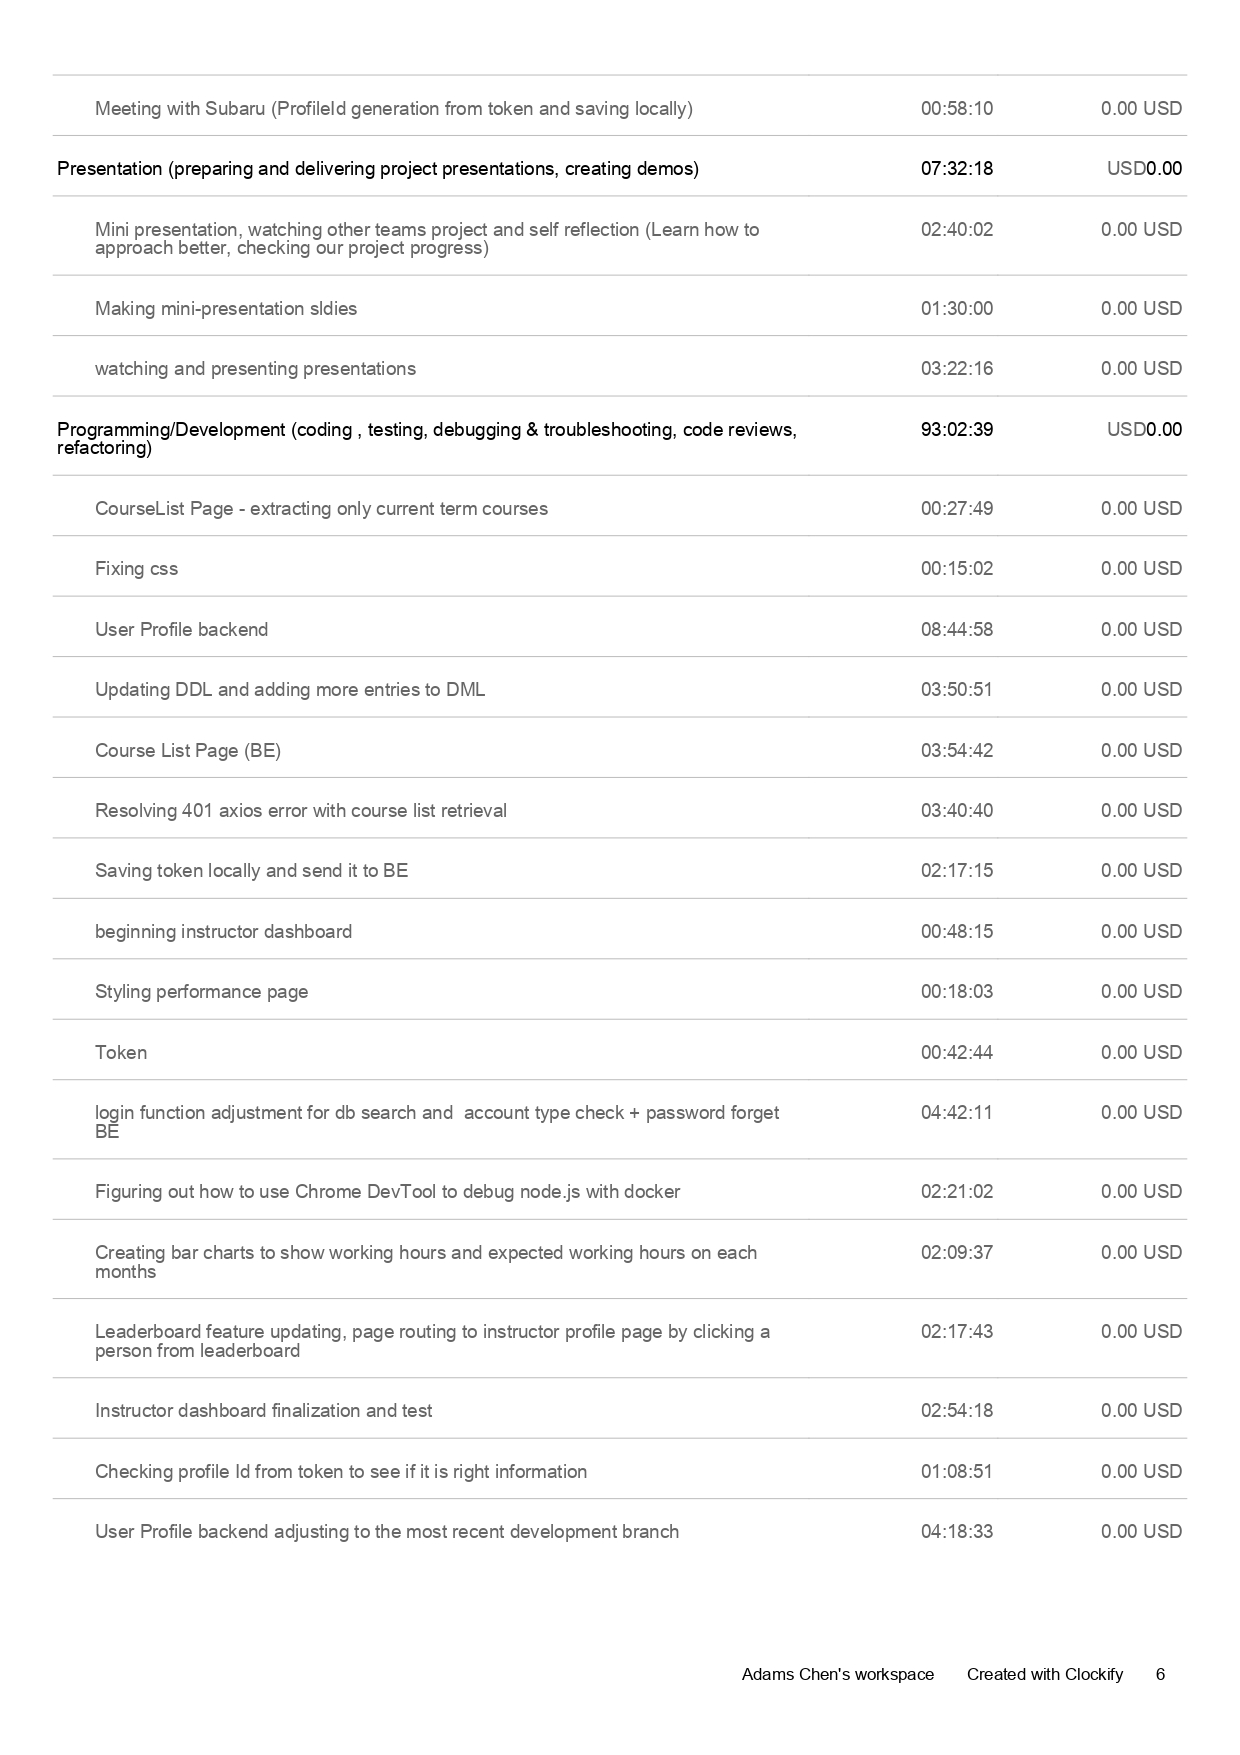 Meeting with Subaru (ProfileId generation from token and saving locally) 00:58:10 0.00 USD
Presentation (preparing and delivering project presentations, creating demos) 07:32:18 USD0.00
Mini presentation, watching other teams project and self reflection (Learn how to 02:40:02 0.00 USD
approach better, checking our project progress)
Making mini-presentation sldies 01:30:00 0.00 USD
watching and presenting presentations 03:22:16 0.00 USD
Programming/Development (coding , testing, debugging & troubleshooting, code reviews, 93:02:39 USD0.00
refactoring)
CourseList Page - extracting only current term courses 00:27:49 0.00 USD
Fixing css 00:15:02 0.00 USD
User Profile backend 08:44:58 0.00 USD
Updating DDL and adding more entries to DML 03:50:51 0.00 USD
Course List Page (BE) 03:54:42 0.00 USD
Resolving 401 axios error with course list retrieval 03:40:40 0.00 USD
Saving token locally and send it to BE 02:17:15 0.00 USD
beginning instructor dashboard 00:48:15 0.00 USD
Styling performance page 00:18:03 0.00 USD
Token 00:42:44 0.00 USD
login function adjustment for db search and  account type check + password forget 04:42:11 0.00 USD
BE
Figuring out how to use Chrome DevTool to debug node.js with docker 02:21:02 0.00 USD
Creating bar charts to show working hours and expected working hours on each 02:09:37 0.00 USD
months
Leaderboard feature updating, page routing to instructor profile page by clicking a 02:17:43 0.00 USD
person from leaderboard
Instructor dashboard finalization and test 02:54:18 0.00 USD
Checking profile Id from token to see if it is right information 01:08:51 0.00 USD
User Profile backend adjusting to the most recent development branch 04:18:33 0.00 USD
Adams Chen's workspace Created with Clockify 6